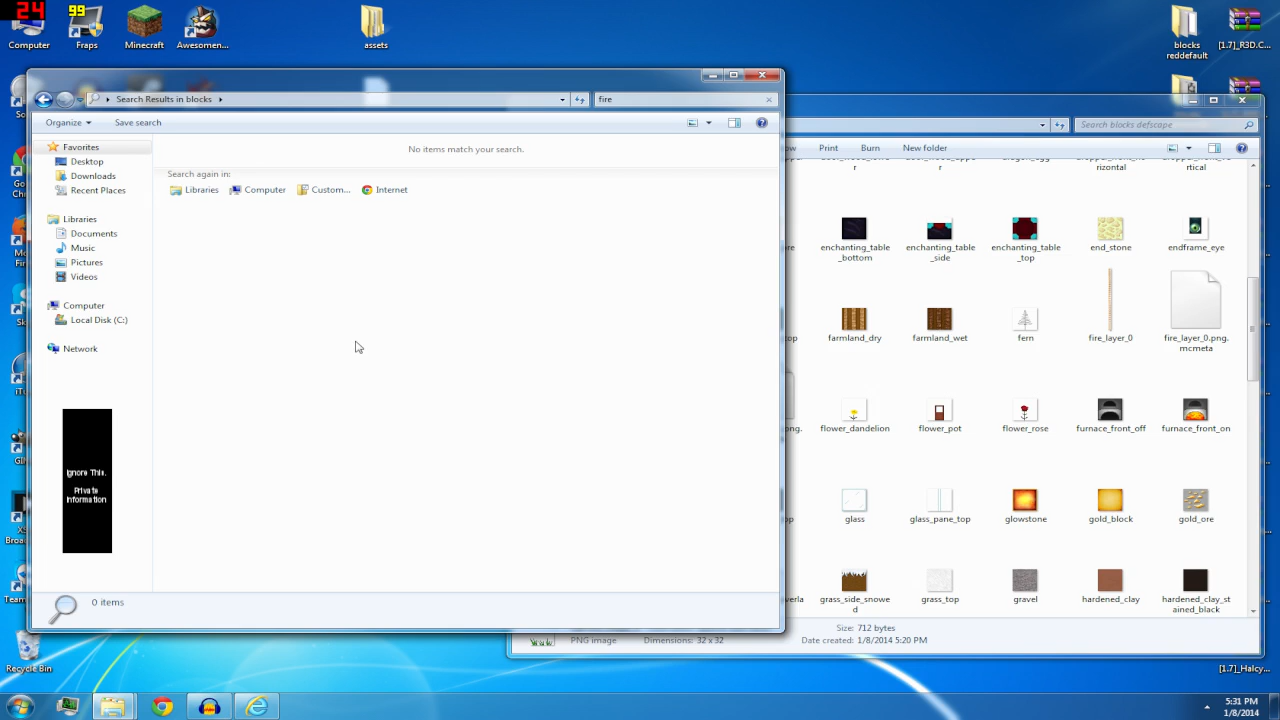 24
99
Computer
Fraps
Minecraft
Awesomen...
assets
blocks
reddefault
[1.7]_R3D.C...
Search Results in blocks
fire
Organize
Save search
Favorites
Desktop
Downloads
Recent Places
Libraries
Documents
Music
Pictures
Videos
Computer
Local Disk (C:)
Network
Ignore This.
Private
Information
No items match your search.
Search again in:
Libraries
Computer
Custom...
Internet
0 items
Search blocks defscape
Print
Burn
New folder
enchanting_table
_bottom
enchanting_table
_side
enchanting_table
_top
end_stone
endframe_eye
farmland_dry
farmland_wet
fern
fire_layer_0
fire_layer_0.png.
mcmeta
flower_dandelion
flower_pot
flower_rose
furnace_front_off
furnace_front_on
glass
glass_pane_top
glowstone
gold_block
gold_ore
grass_side_snowe
d
grass_top
gravel
hardened_clay
hardened_clay_st
ained_black
PNG image
Dimensions: 32 x 32
Size: 712 bytes
Date created: 1/8/2014 5:20 PM
Recycle Bin
[1.7]_Halcy...
5:31 PM
1/8/2014